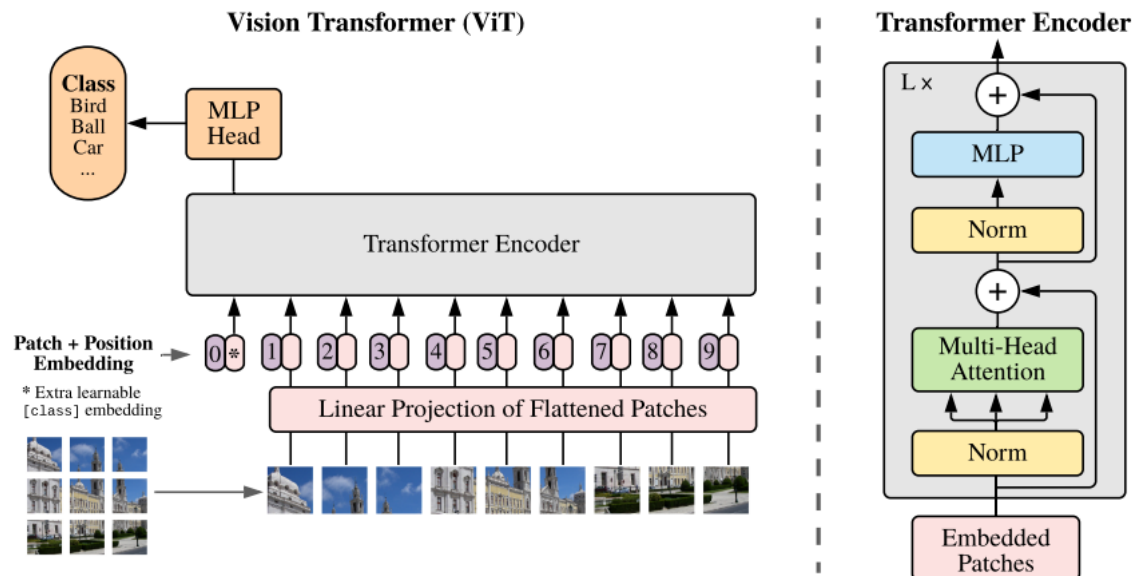 Vision Transformer (ViT)
Class
Bird
Ball
Car
...
MLP
Head
Transformer Encoder
Patch + Position
Embedding
0 * 1 2 3 4 5 6 7 8 9
* Extra learnable
[class] embedding
Linear Projection of Flattened Patches
Transformer Encoder
L ×
+
MLP
Norm
+
Multi-Head
Attention
Norm
Embedded
Patches